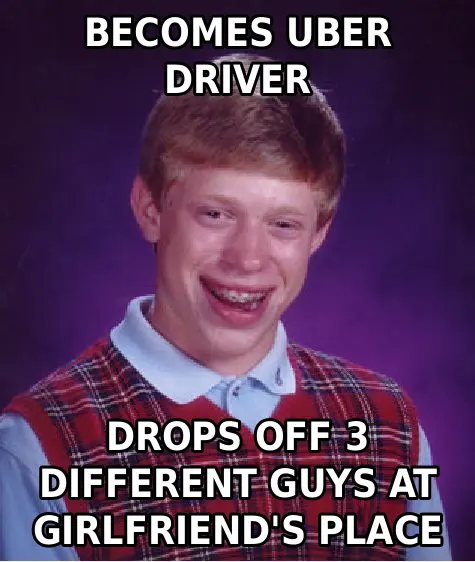 BECOMES UBER
DRIVER
DROPS OFF 3
DIFFERENT GUYS AT
GIRLFRIEND'S PLACE